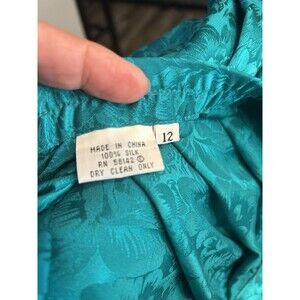 MADE IN CHINA
100% SILK
RN 58142 ©
DRY CLEAN ONLY
12